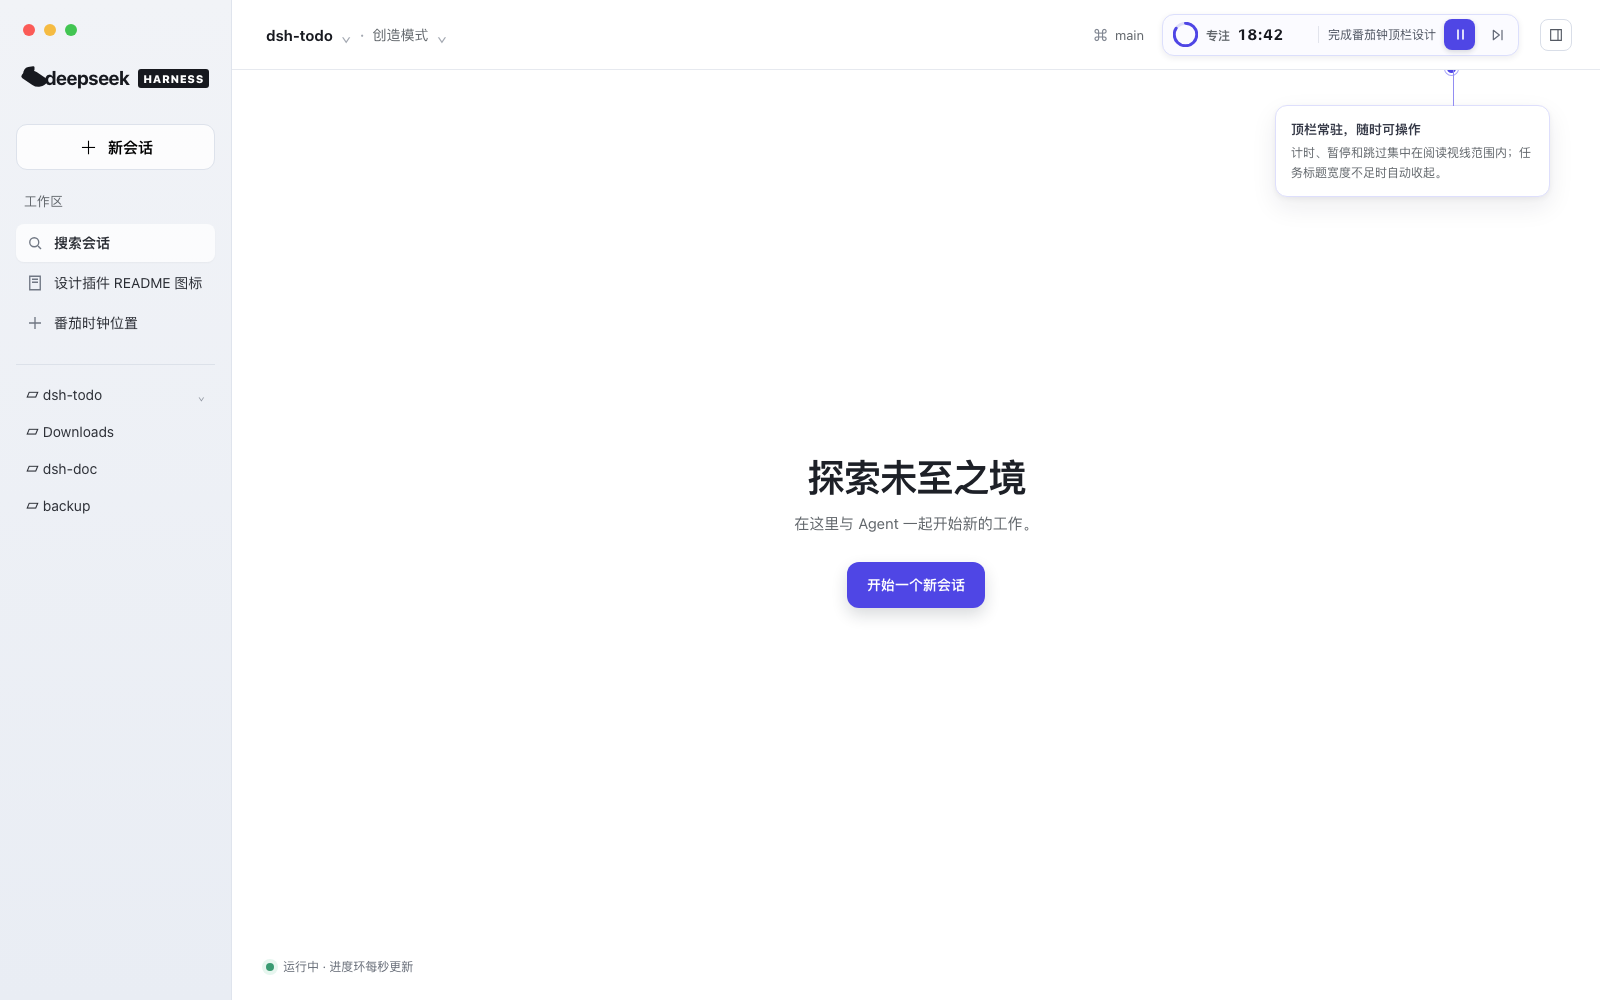 deepseek HARNESS
新会话
工作区
搜索会话
设计插件 README 图标
番茄时钟位置
dsh-todo
Downloads
dsh-doc
backup
dsh-todo · 创造模式
main
专注 18:42
完成番茄钟顶栏设计
顶栏常驻，随时可操作
计时、暂停和跳过集中在阅读视线范围内；任
务标题宽度不足时自动收起。
探索未至之境
在这里与 Agent 一起开始新的工作。
开始一个新会话
运行中 · 进度环每秒更新